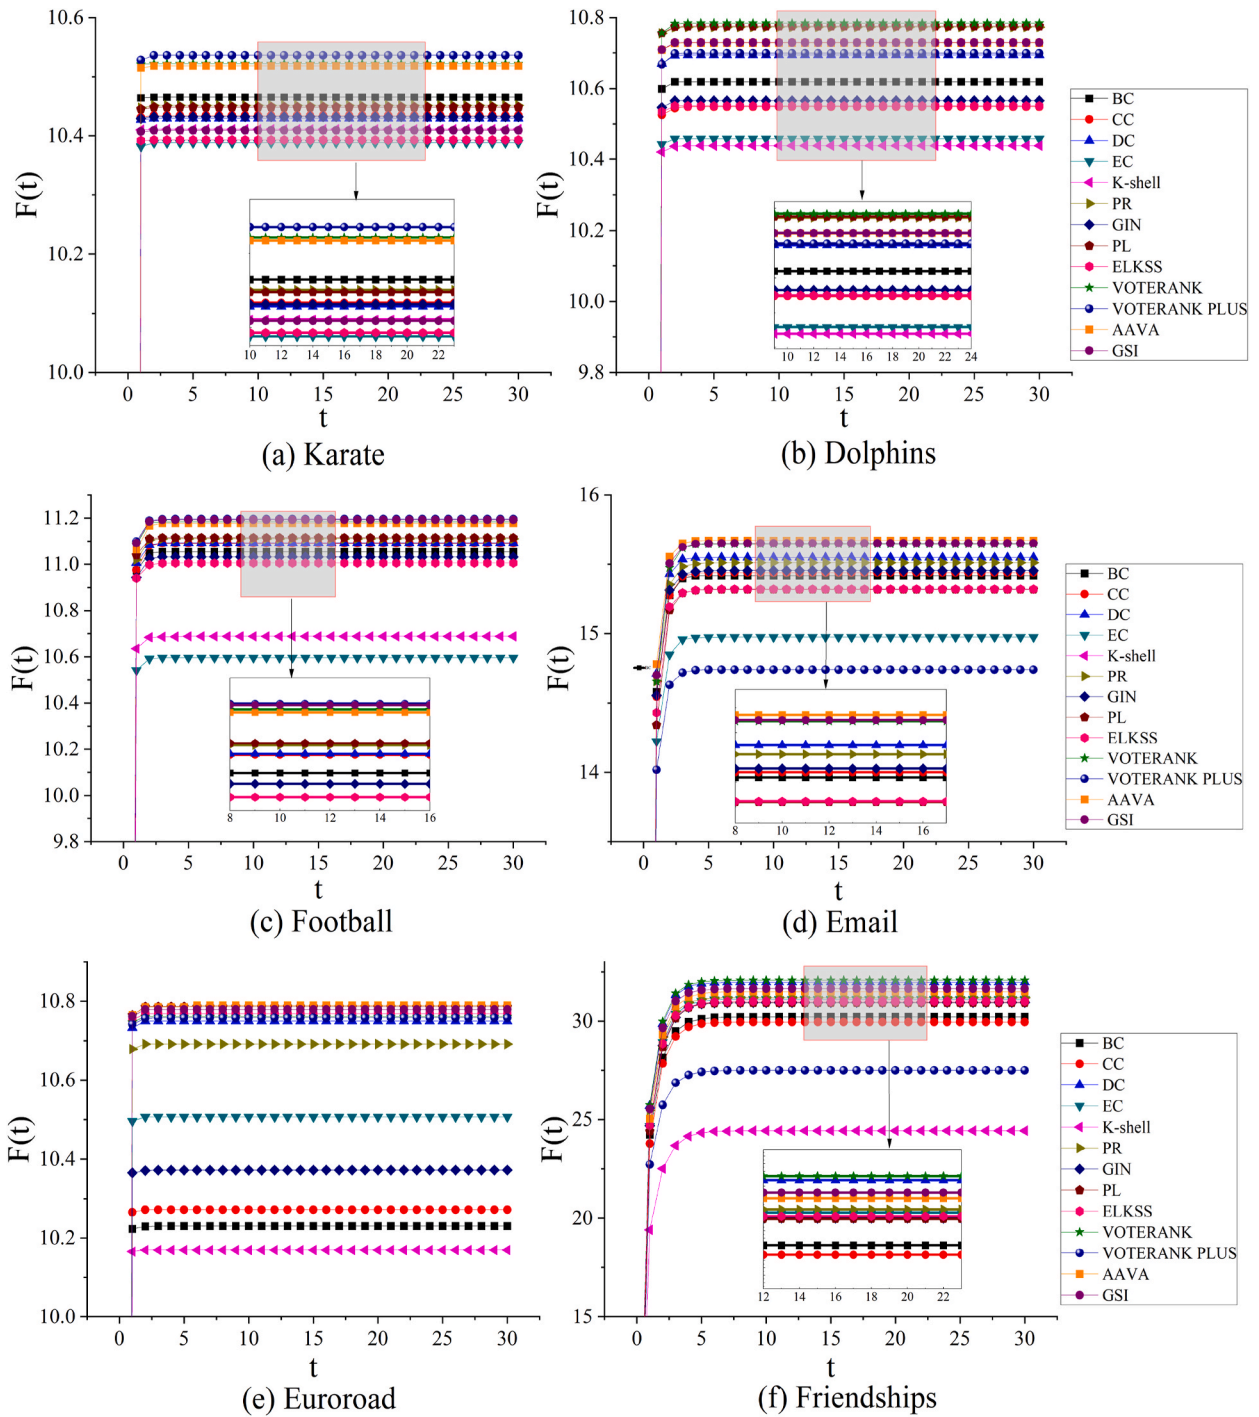 10.6
10.4
10.2
10.0
F(t)
10 12 14 16 18 20 22
0 5 10 15 20 25 30
t
(a) Karate
10.8
10.6
10.4
10.2
10.0
9.8
F(t)
10 12 14 16 18 20 22 24
0 5 10 15 20 25 30
t
(b) Dolphins
BC
CC
DC
EC
K-shell
PR
GIN
PL
ELKSS
VOTERANK
VOTERANK PLUS
AAVA
GSI
11.2
11.0
10.8
10.6
10.4
10.2
10.0
9.8
F(t)
8 10 12 14 16
0 5 10 15 20 25 30
t
(c) Football
16
15
14
F(t)
8 10 12 14 16
0 5 10 15 20 25 30
t
(d) Email
BC
CC
DC
EC
K-shell
PR
GIN
PL
ELKSS
VOTERANK
VOTERANK PLUS
AAVA
GSI
10.8
10.6
10.4
10.2
10.0
F(t)
0 5 10 15 20 25 30
t
(e) Euroroad
30
25
20
15
F(t)
12 14 16 18 20 22
0 5 10 15 20 25 30
t
(f) Friendships
BC
CC
DC
EC
K-shell
PR
GIN
PL
ELKSS
VOTERANK
VOTERANK PLUS
AAVA
GSI